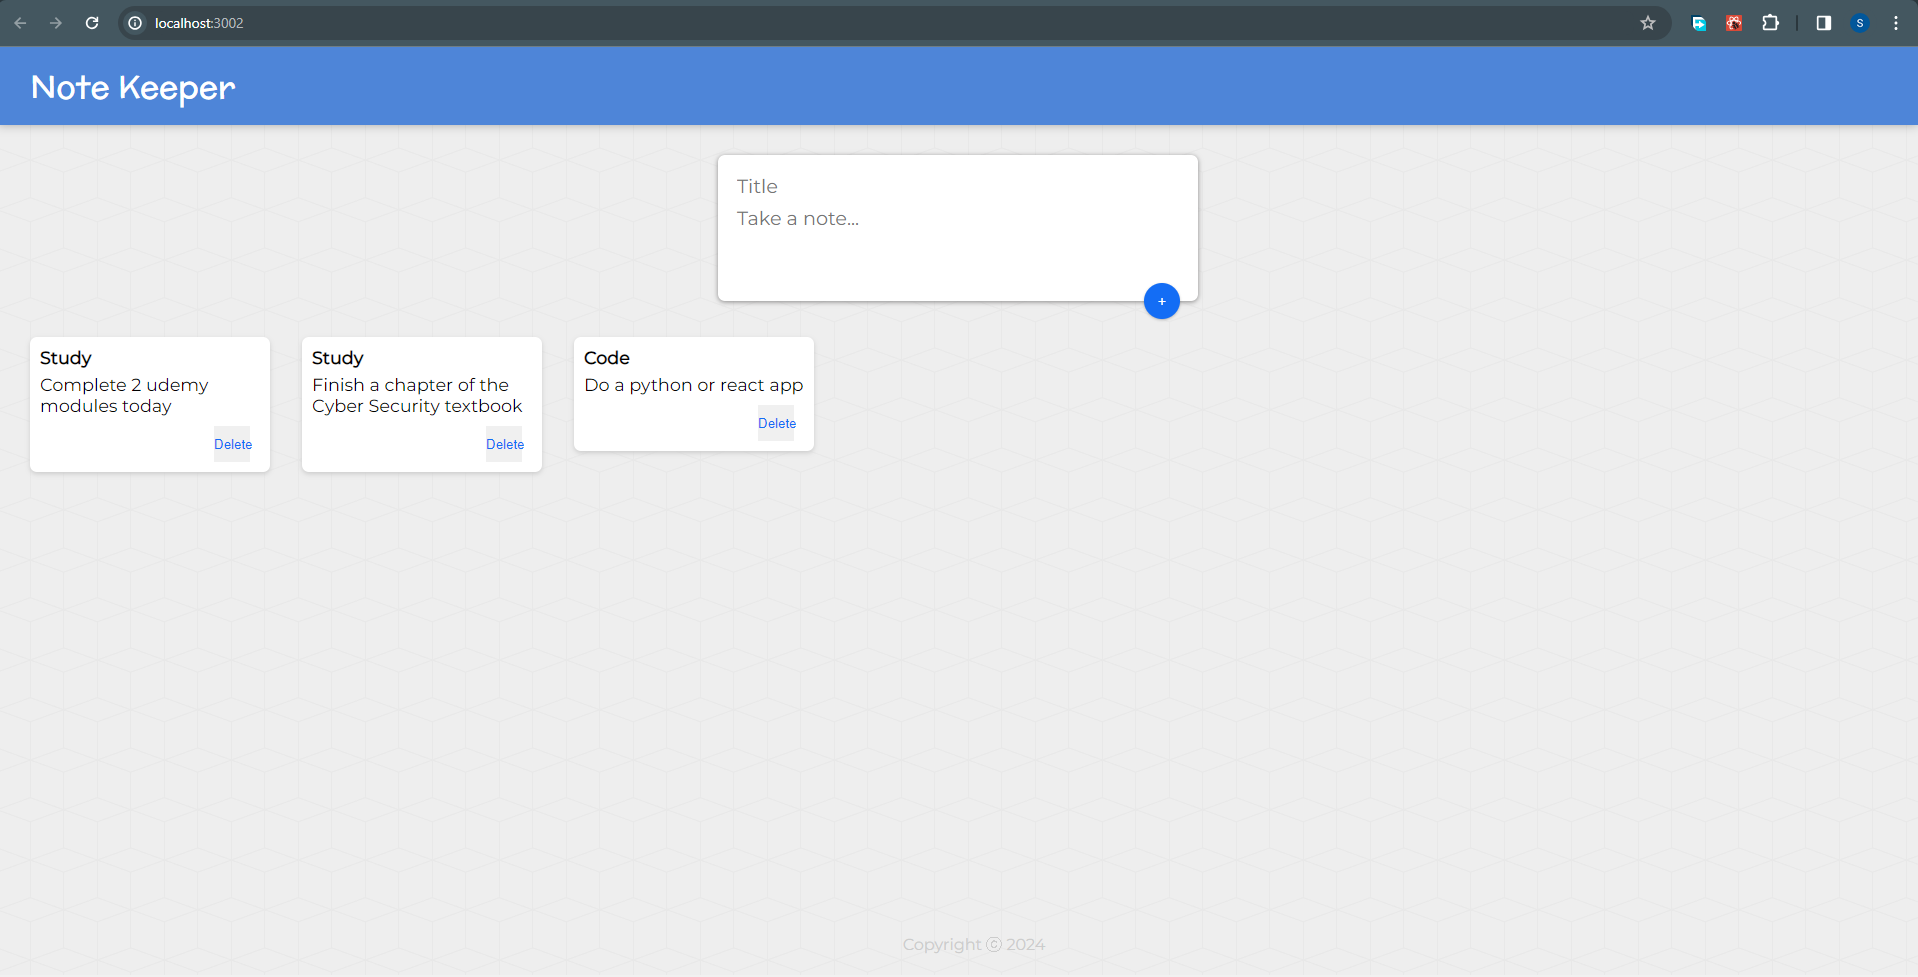 localhost:3002
S
Note Keeper
Title
Take a note...
+
Study
Complete 2 udemy
modules today
Delete
Study
Finish a chapter of the
Cyber Security textbook
Delete
Code
Do a python or react app
Delete
Copyright ⓒ 2024